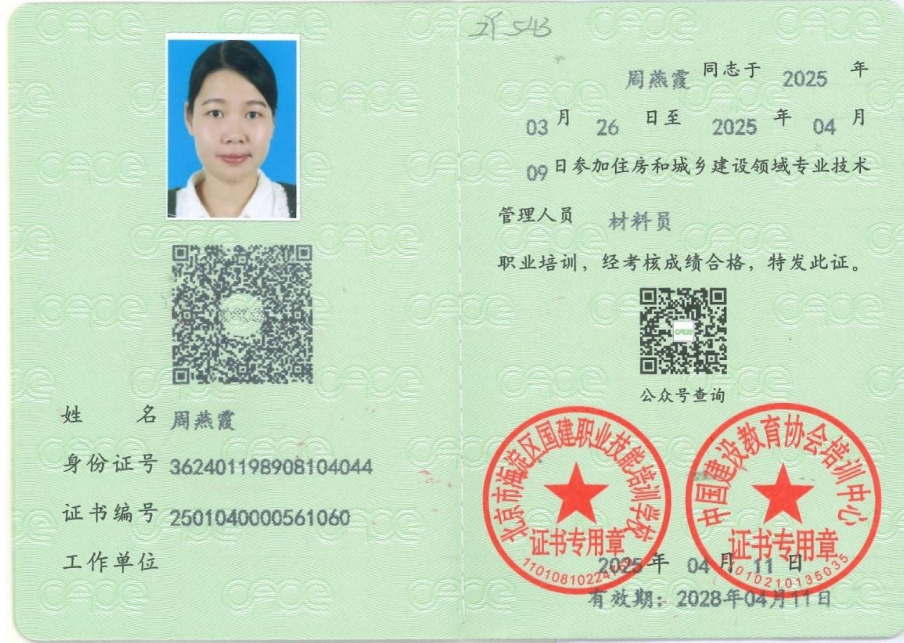 周燕霞
362401198908104044
2501040000561060
姓 名 周燕霞
身份证号 362401198908104044
证书编号 2501040000561060
工作单位
周燕霞 同志于 2025 年
03 月 26 日至 2025 年 04 月
09 日参加住房和城乡建设领域专业技术
管理人员 材料员
职业培训，经考核成绩合格，特发此证。
公众号查询
北京市海淀区国建职业技能培训学校
证书专用章
中国建设教育协会培训中心
证书专用章
2025 年 04 月 11 日
有效期：2028年04月11日